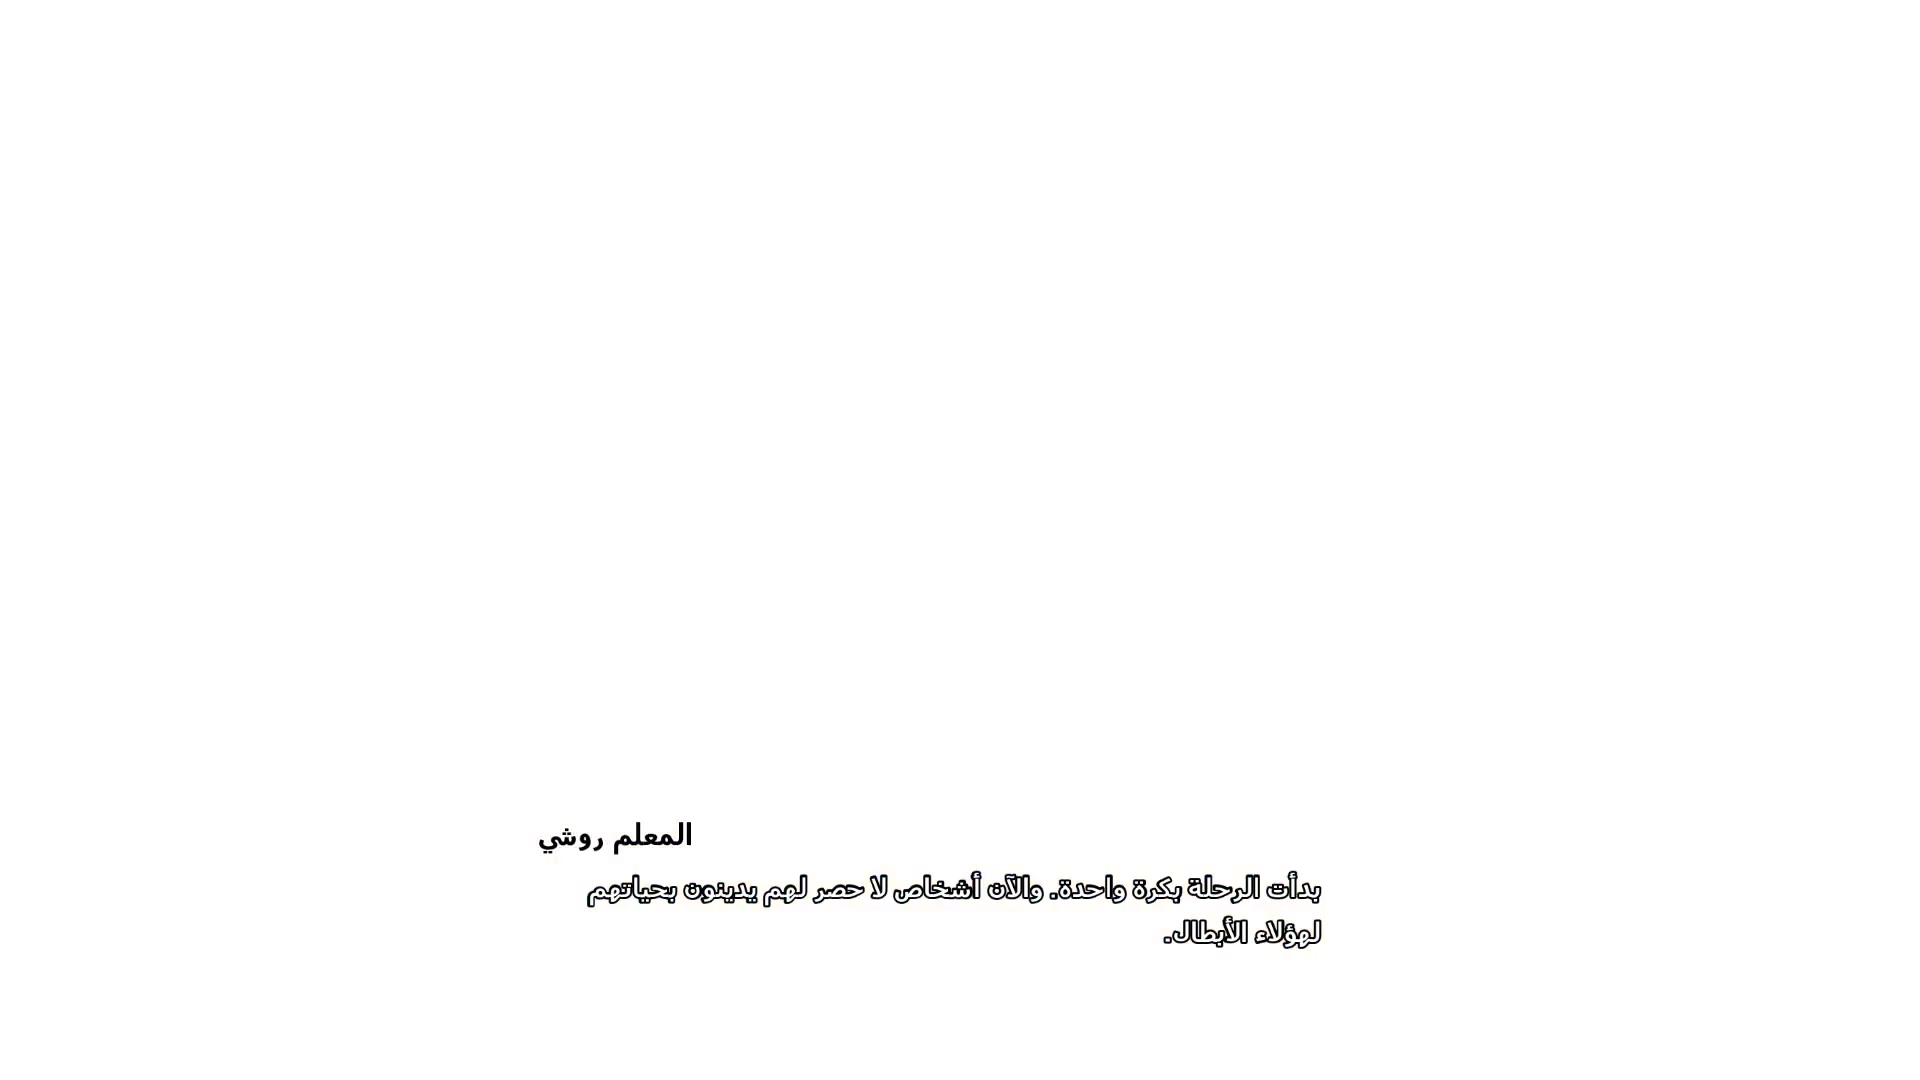 المعلم روشي
بدأت الرحلة بكرة واحدة. والآن أشخاص لا حصر لهم يدينون بحياتهم
لهؤلاء الأبطال.